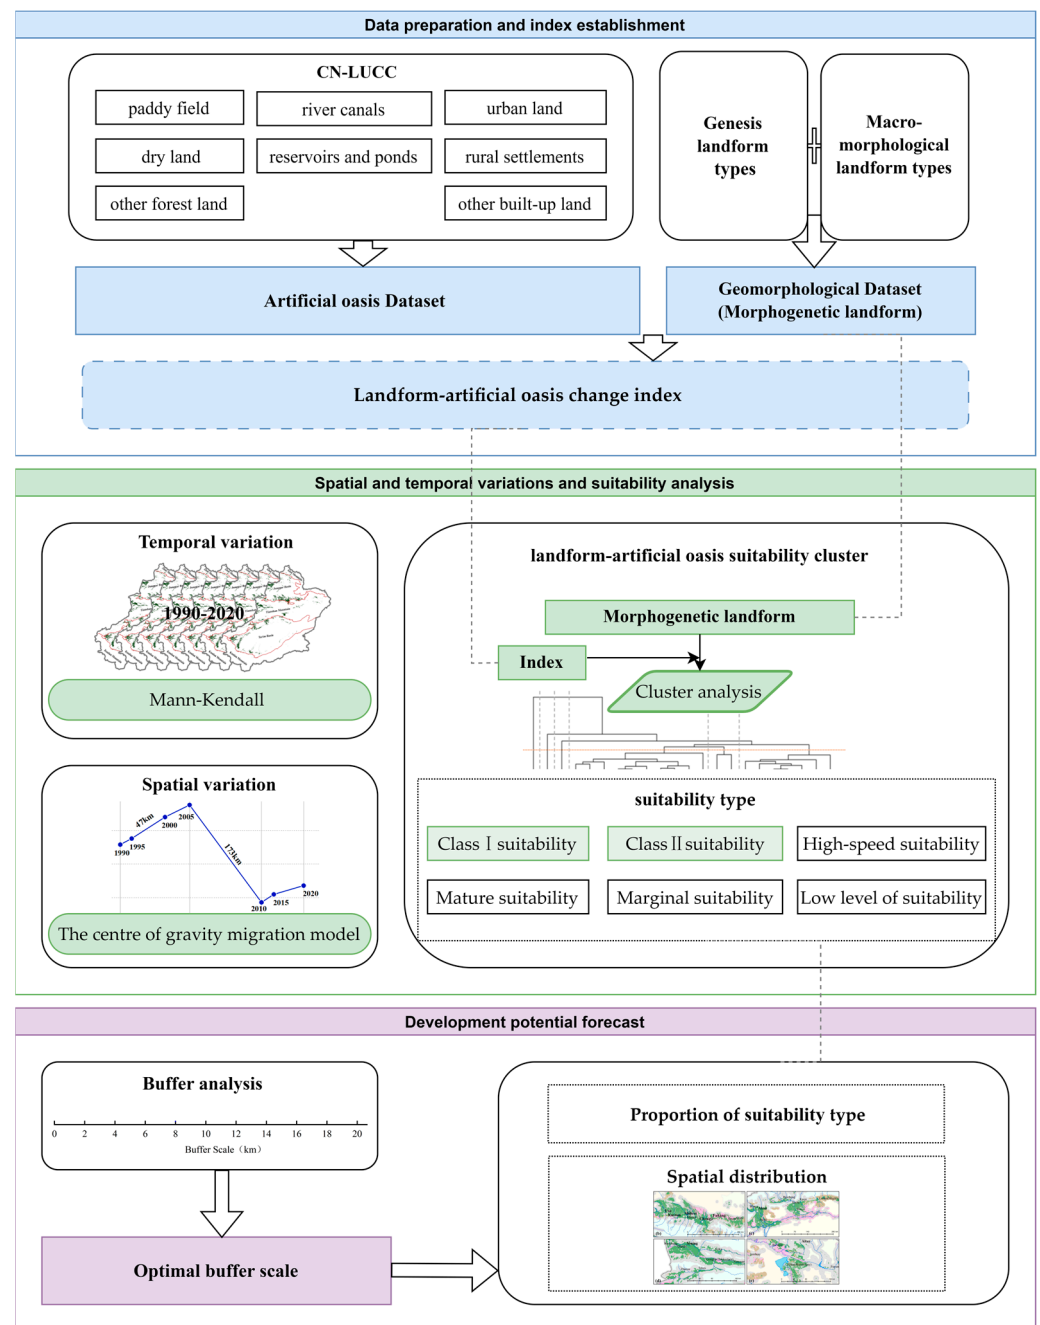 Data preparation and index establishment
CN-LUCC
paddy field
river canals
urban land
dry land
reservoirs and ponds
rural settlements
other forest land
other built-up land
Genesis
landform
types
Macro-
morphological
landform types
Artificial oasis Dataset
Geomorphological Dataset
(Morphogenetic landform)
Landform-artificial oasis change index
Spatial and temporal variations and suitability analysis
Temporal variation
1990-2020
Mann-Kendall
Spatial variation
47km
173km
1990
1995
2000
2005
2010
2015
2020
The centre of gravity migration model
landform-artificial oasis suitability cluster
Morphogenetic landform
Index
Cluster analysis
suitability type
Class Ⅰ suitability
Class Ⅱ suitability
High-speed suitability
Mature suitability
Marginal suitability
Low level of suitability
Development potential forecast
Buffer analysis
0 2 4 6 8 10 12 14 16 18 20
Buffer Scale（km）
Optimal buffer scale
Proportion of suitability type
Spatial distribution